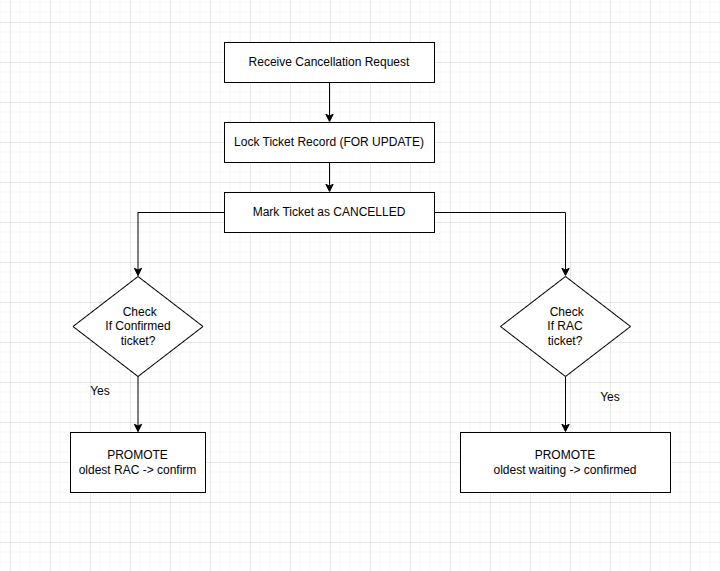 Receive Cancellation Request
Lock Ticket Record (FOR UPDATE)
Mark Ticket as CANCELLED
Check
If Confirmed
ticket?
Check
If RAC
ticket?
Yes
Yes
PROMOTE
oldest RAC -> confirm
PROMOTE
oldest waiting -> confirmed